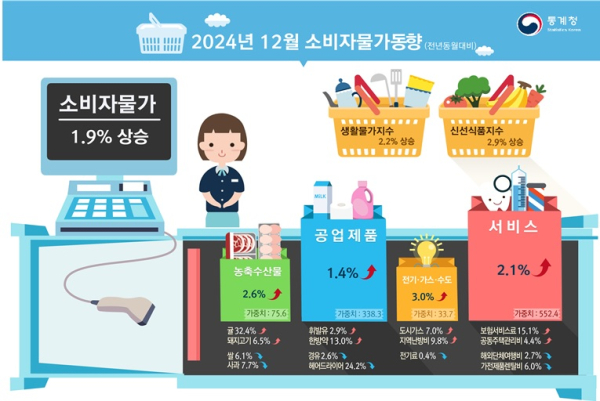 2024년 12월 소비자물가동향 (전년동월대비)
통계청
Statistics Korea
소비자물가
1.9% 상승
생활물가지수
2.2% 상승
신선식품지수
2.9% 상승
농축수산물
2.6%
가중치 : 75.6
귤 32.4%
돼지고기 6.5%
쌀 6.1%
사과 7.7%
MILK
공업제품
1.4%
가중치 : 338.3
휘발유 2.9%
한방약 13.0%
경유 2.6%
헤어드라이어 24.2%
전기·가스·수도
3.0%
가중치 : 33.7
도시가스 7.0%
지역난방비 9.8%
전기료 0.4%
서비스
2.1%
가중치 : 552.4
보험서비스료 15.1%
공동주택관리비 4.4%
해외단체여행비 2.7%
가전제품렌탈비 6.0%